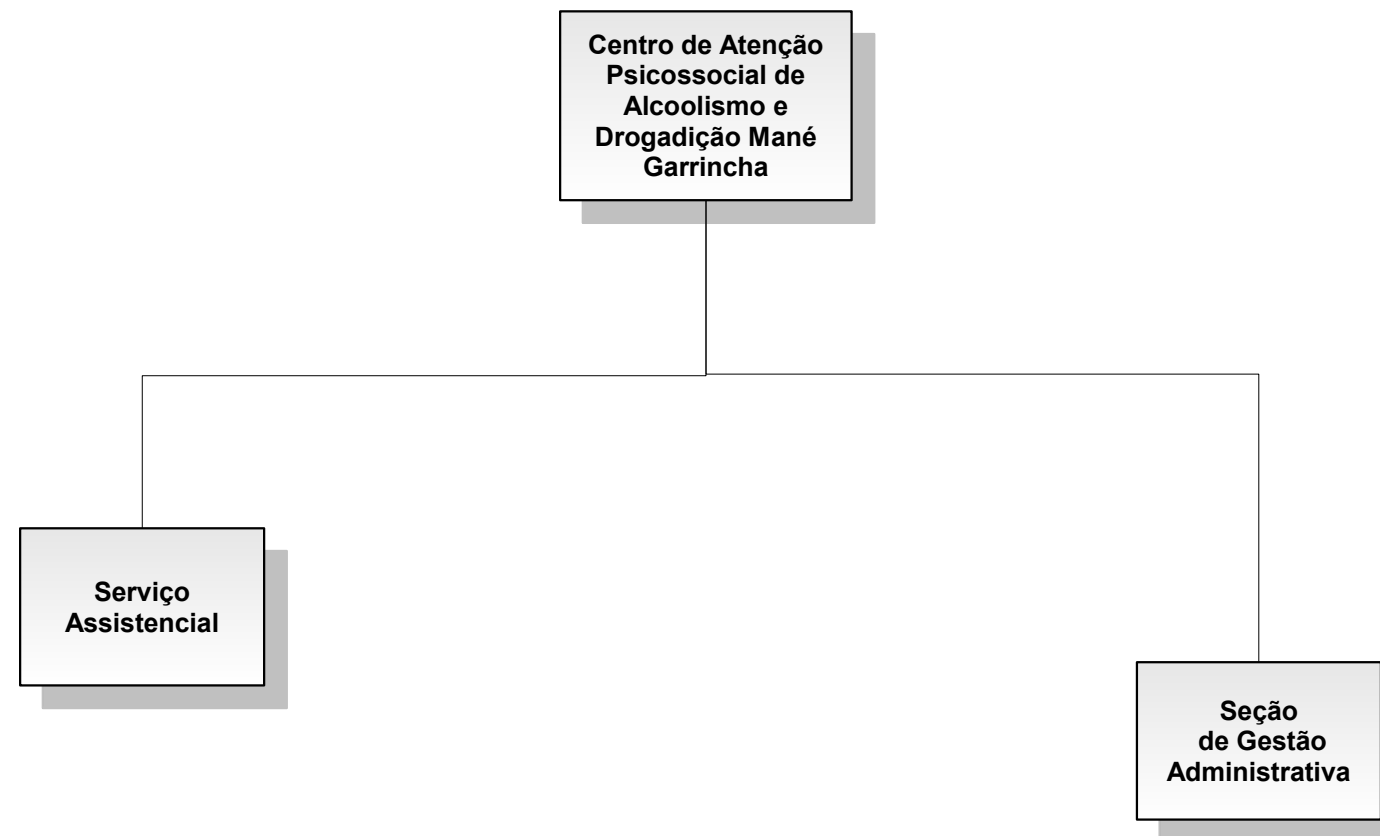 Centro de Atenção
Psicossocial de
Alcoolismo e
Drogadição Mané
Garrincha
Serviço
Assistencial
Seção
de Gestão
Administrativa